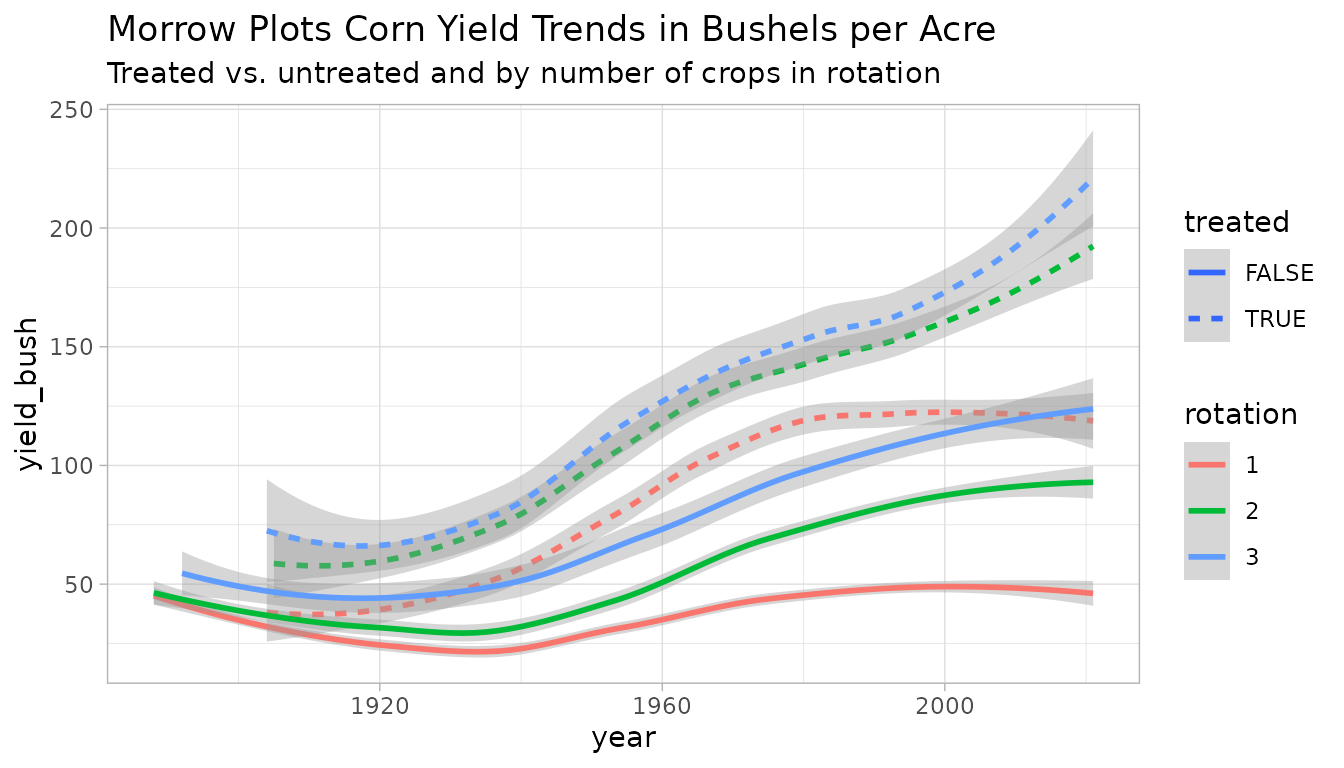 Morrow Plots Corn Yield Trends in Bushels per Acre
Treated vs. untreated and by number of crops in rotation
250
200
150
100
50
yield_bush
1920
1960
2000
year
treated
FALSE
TRUE
rotation
1
2
3